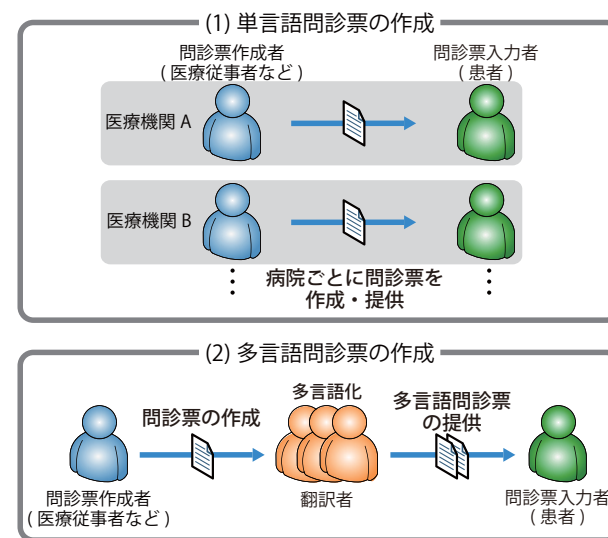 (1) 単言語問診票の作成
問診票作成者
( 医療従事者など )
問診票入力者
( 患者 )
医療機関 A
医療機関 B
病院ごとに問診票を
作成・提供
(2) 多言語問診票の作成
問診票の作成
多言語化
多言語問診票
の提供
翻訳者
問診票作成者
( 医療従事者など )
問診票入力者
( 患者 )